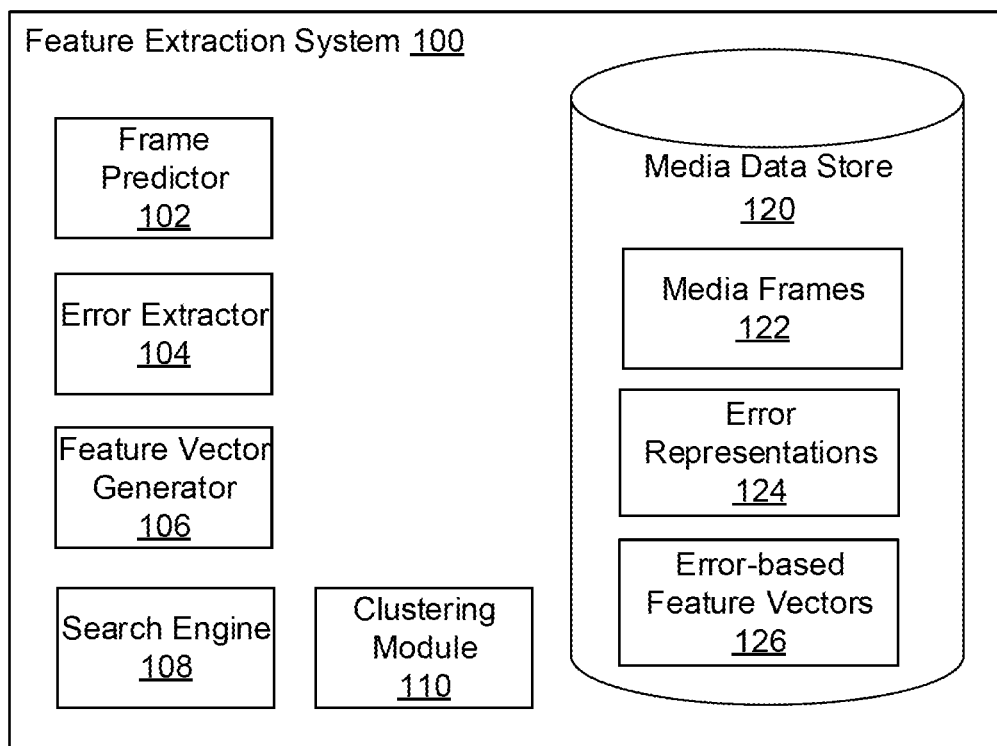 Feature Extraction System 100
Frame
Predictor
102
Error Extractor
104
Feature Vector
Generator
106
Search Engine
108
Clustering
Module
110
Media Data Store
120
Media Frames
122
Error
Representations
124
Error-based
Feature Vectors
126